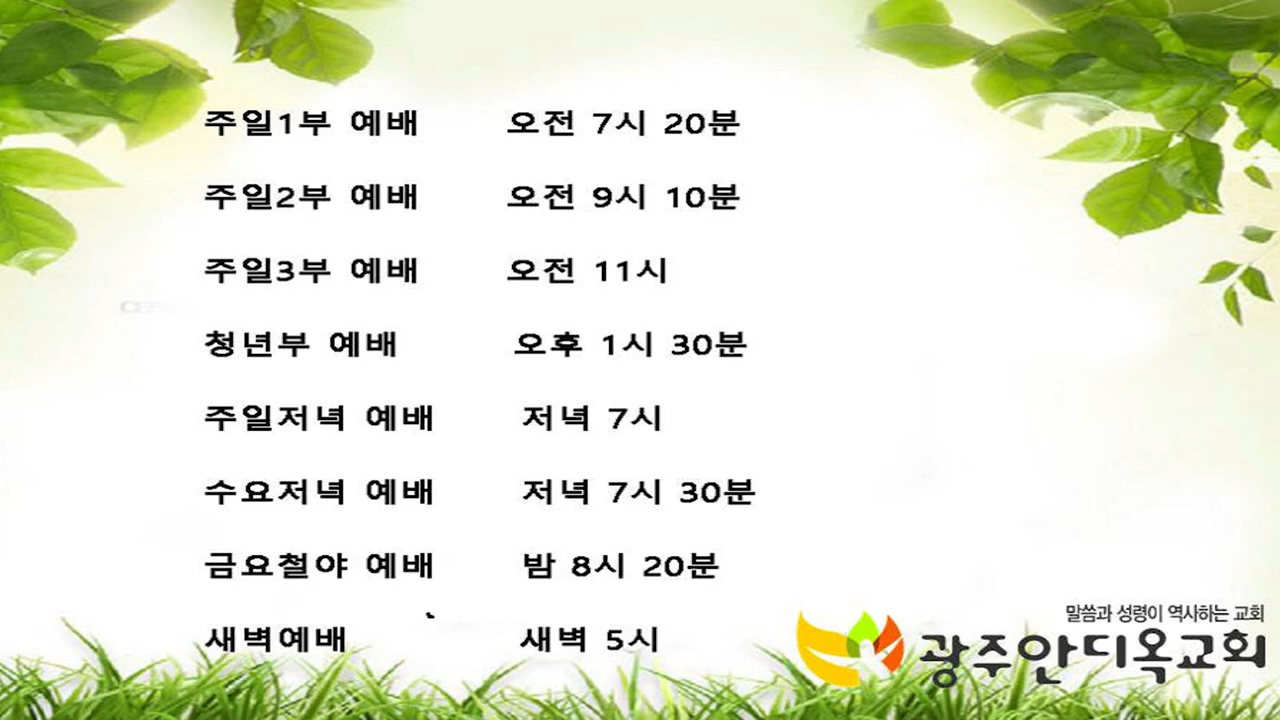 주일1부 예배 오전 7시 20분
주일2부 예배 오전 9시 10분
주일3부 예배 오전 11시
청년부 예배 오후 1시 30분
주일저녁 예배 저녁 7시
수요저녁 예배 저녁 7시 30분
금요철야 예배 밤 8시 20분
새벽예배 새벽 5시
말씀과 성령이 역사하는 교회
광주안디옥교회